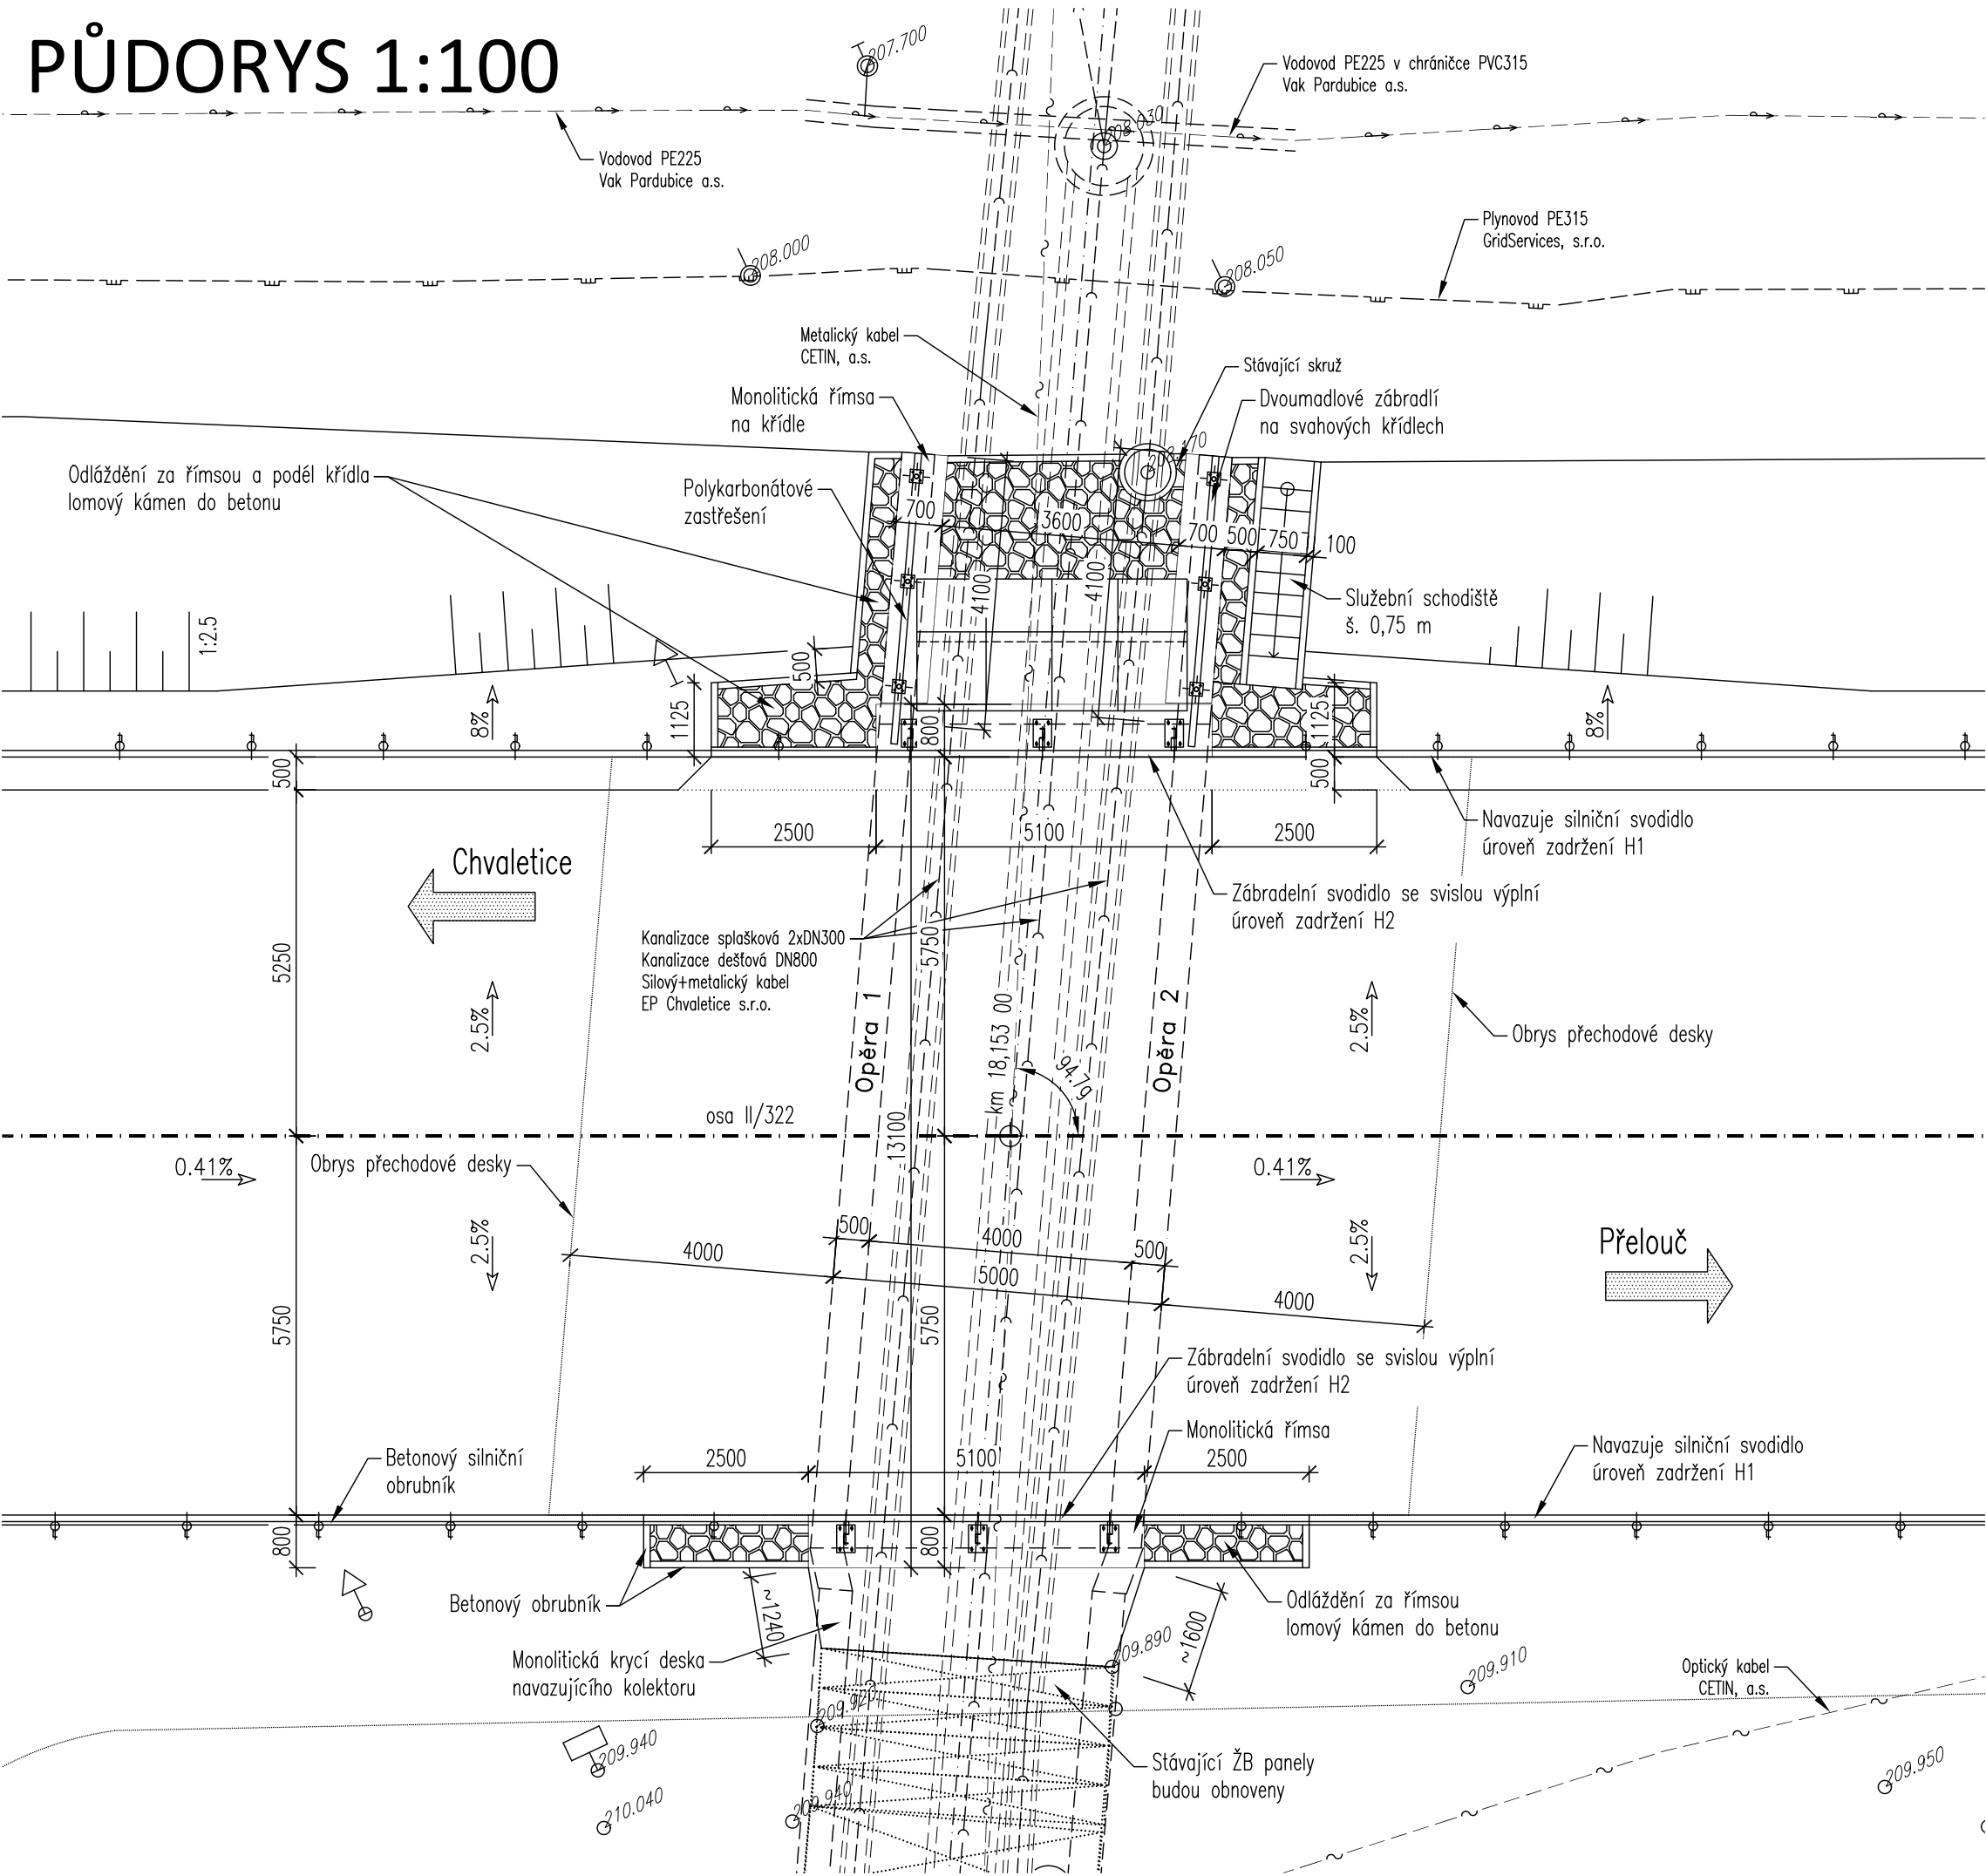 PŮDORYS 1:100
207.700
Vodovod PE225 v chráničce PVC315
Vak Pardubice a.s.
208.030
Vodovod PE225
Vak Pardubice a.s.
Plynovod PE315
GridServices, s.r.o.
208.000
208.050
Metalický kabel
CETIN, a.s.
Stávající skruž
Monolitická římsa
na křídle
Dvoumadlové zábradlí
na svahových křídlech
Odláždění za římsou a podél křídla
lomový kámen do betonu
Polykarbonátové
zastřešení
700
3600
700
500
750
100
4100
4100
Služební schodiště
š. 0,75 m
1:2.5
500
1125
8%
800
1125
8%
500
500
2500
5100
2500
Navazuje silniční svodidlo
úroveň zadržení H1
Chvaletice
Zábradelní svodidlo se svislou výplní
úroveň zadržení H2
Kanalizace splašková 2xDN300
Kanalizace dešťová DN800
Silový+metalický kabel
EP Chvaletice s.r.o.
5250
5750
2.5%
Opěra 1
km 18,153 00
Opěra 2
2.5%
Obrys přechodové desky
94.7g
osa II/322
13100
0.41%
Obrys přechodové desky
0.41%
2.5%
500
4000
500
2.5%
4000
5000
4000
Přelouč
5750
5750
Zábradelní svodidlo se svislou výplní
úroveň zadržení H2
Monolitická římsa
Betonový silniční
obrubník
2500
5100
2500
Navazuje silniční svodidlo
úroveň zadržení H1
800
800
Betonový obrubník
~1240
~1600
Odláždění za římsou
lomový kámen do betonu
Monolitická krycí deska
navazujícího kolektoru
209.890
209.910
Optický kabel
CETIN, a.s.
209.920
209.940
Stávající ŽB panely
budou obnoveny
209.950
210.040
209.940